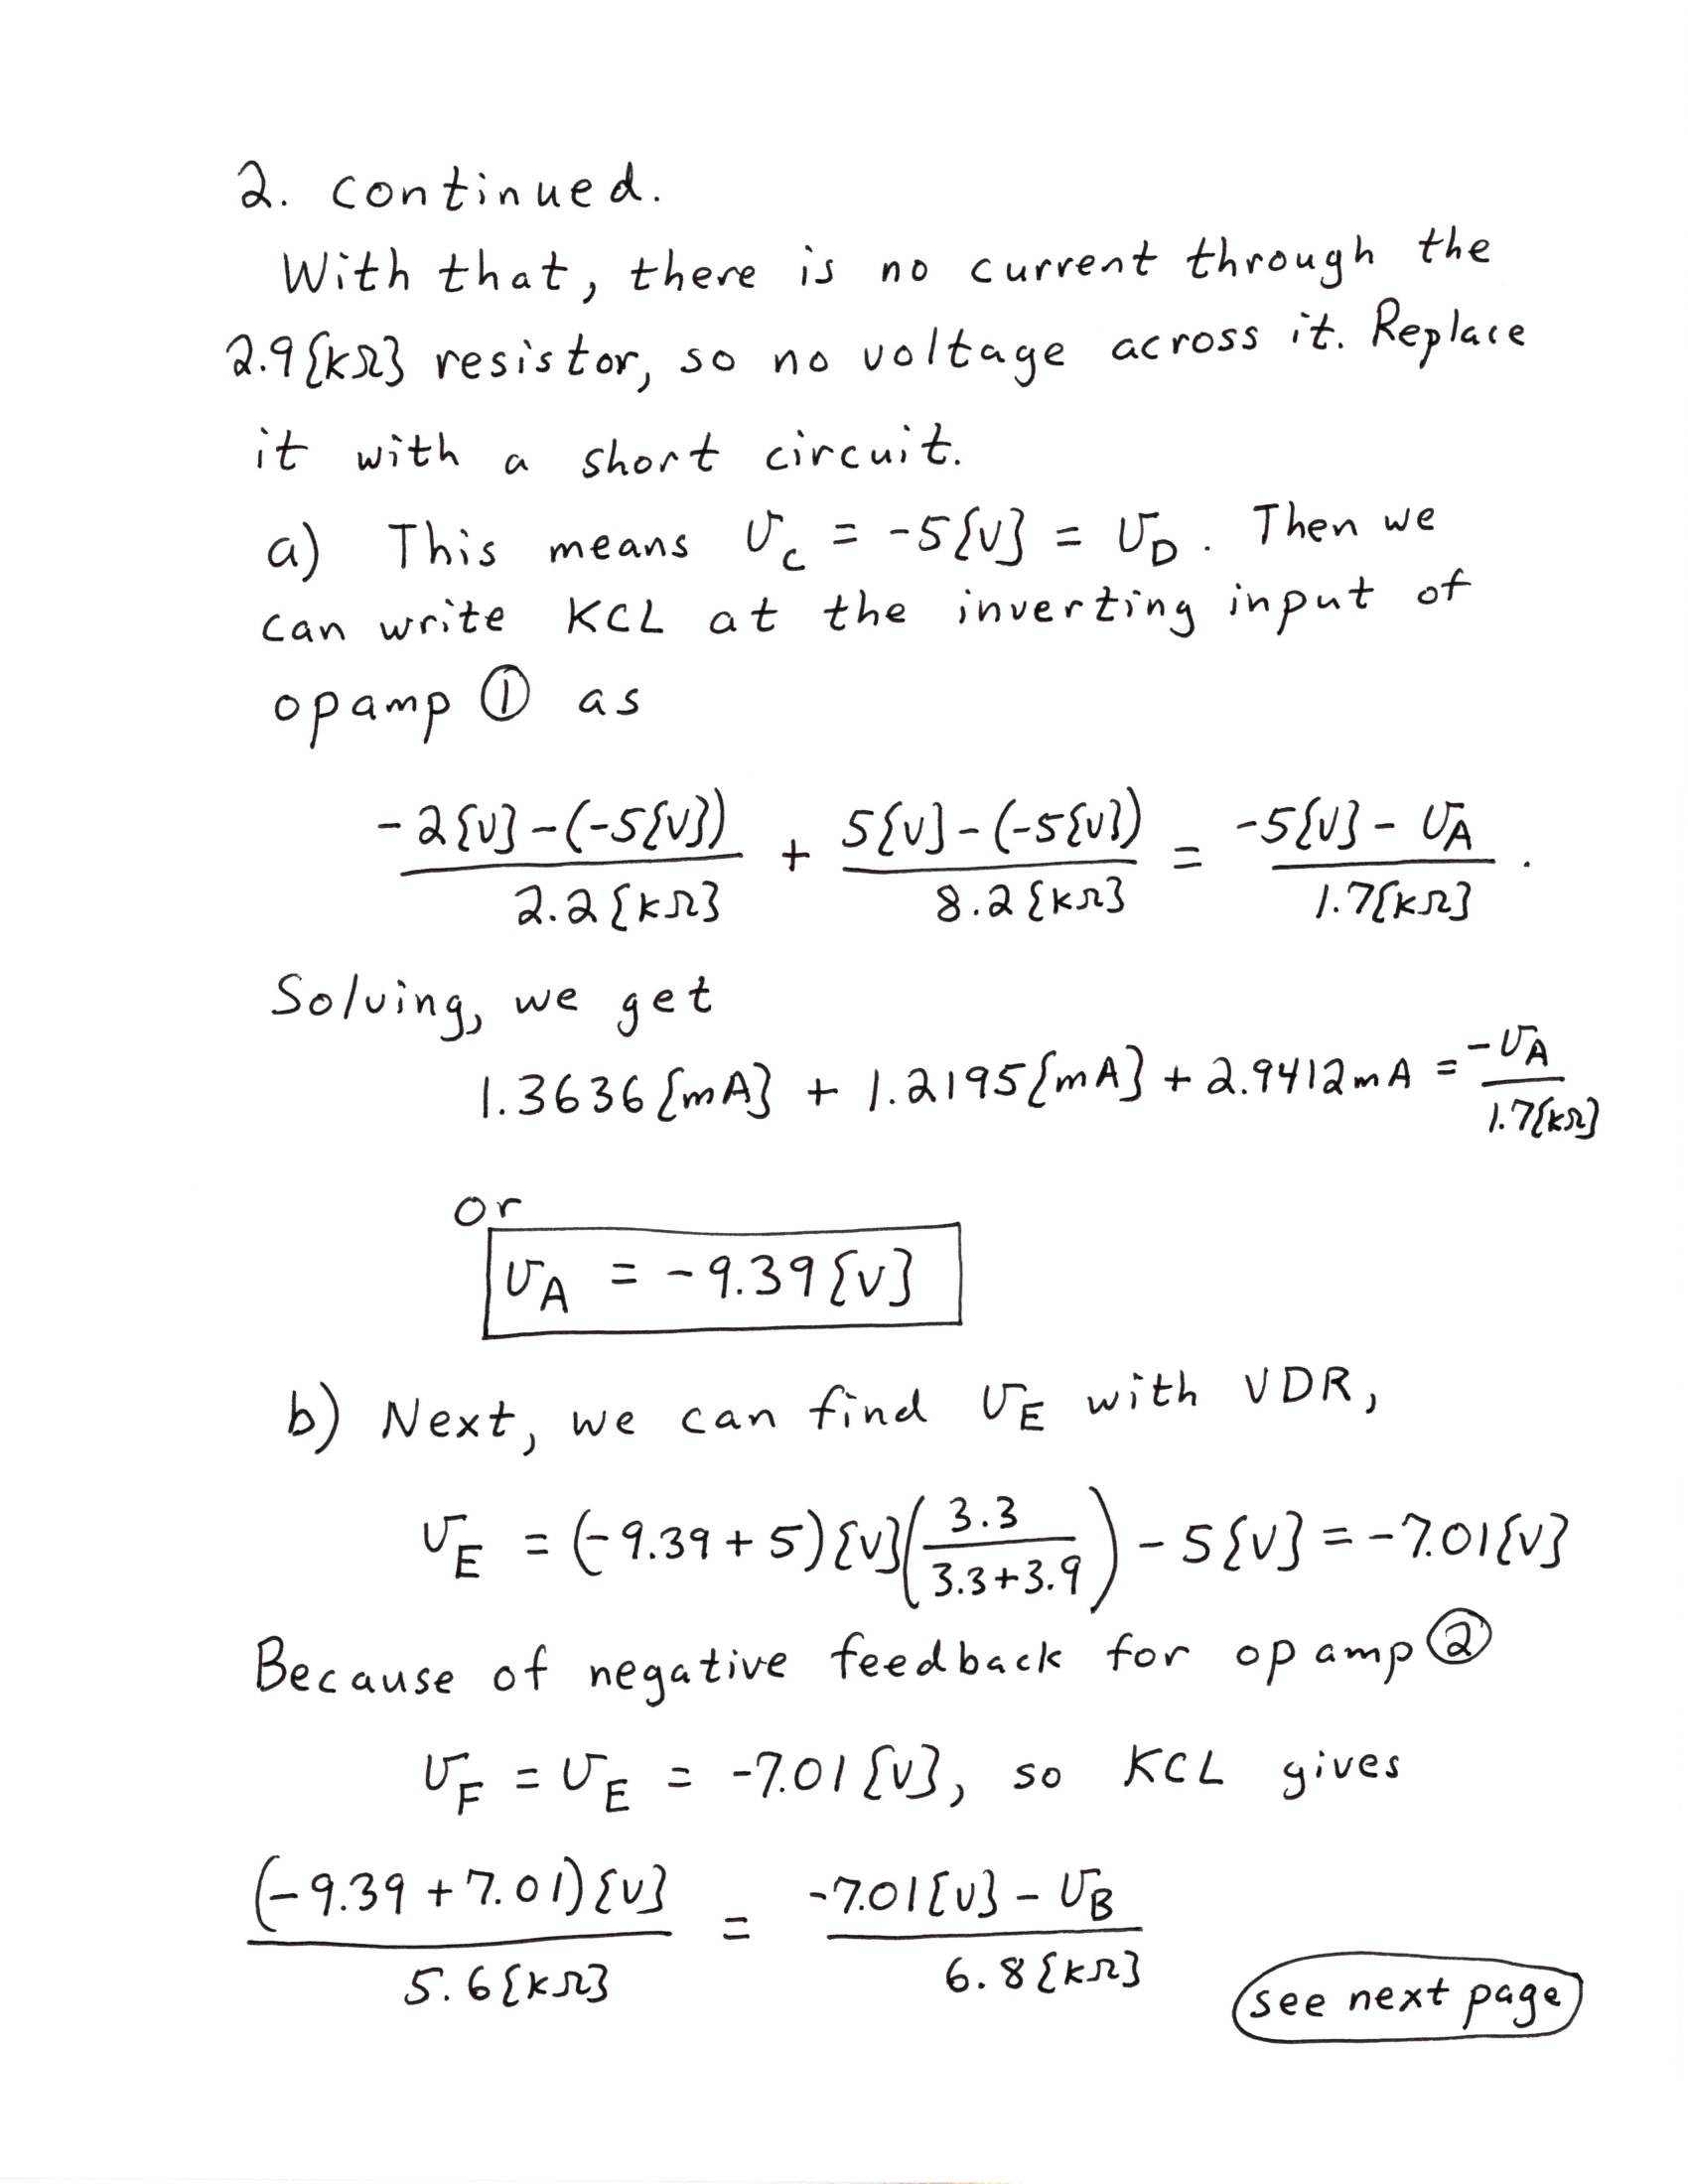 2. continued.
With that, there is no current through the
2.9{kΩ} resistor, so no voltage across it. Replace
it with a short circuit.
a) This means v_C = -5{V} = v_D. Then we
can write KCL at the inverting input of
opamp ① as
(-2{V}-(-5{V}))/(2.2{kΩ}) + (5{V}-(-5{V}))/(8.2{kΩ}) = (-5{V} - v_A)/(1.7{kΩ}).
Solving, we get
1.3636{mA} + 1.2195{mA} + 2.9412mA = -v_A/(1.7{kΩ})
or
v_A = -9.39{V}
b) Next, we can find v_E with VDR,
v_E = (-9.39+5){V}(3.3/(3.3+3.9)) - 5{V} = -7.01{V}
Because of negative feedback for opamp ②
v_F = v_E = -7.01{V}, so KCL gives
((-9.39+7.01){V})/(5.6{kΩ}) = (-7.01{V} - v_B)/(6.8{kΩ})
see next page